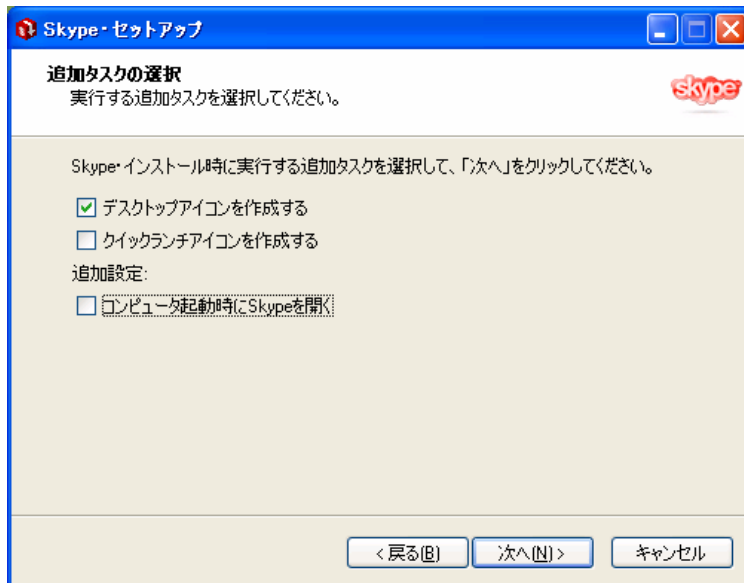 Skype・セットアップ
追加タスクの選択
実行する追加タスクを選択してください。
skype
Skype・インストール時に実行する追加タスクを選択して、「次へ」をクリックしてください。
デスクトップアイコンを作成する
クイックランチアイコンを作成する
追加設定:
コンピュータ起動時にSkypeを開く
<戻る(B) 次へ(N)> キャンセル